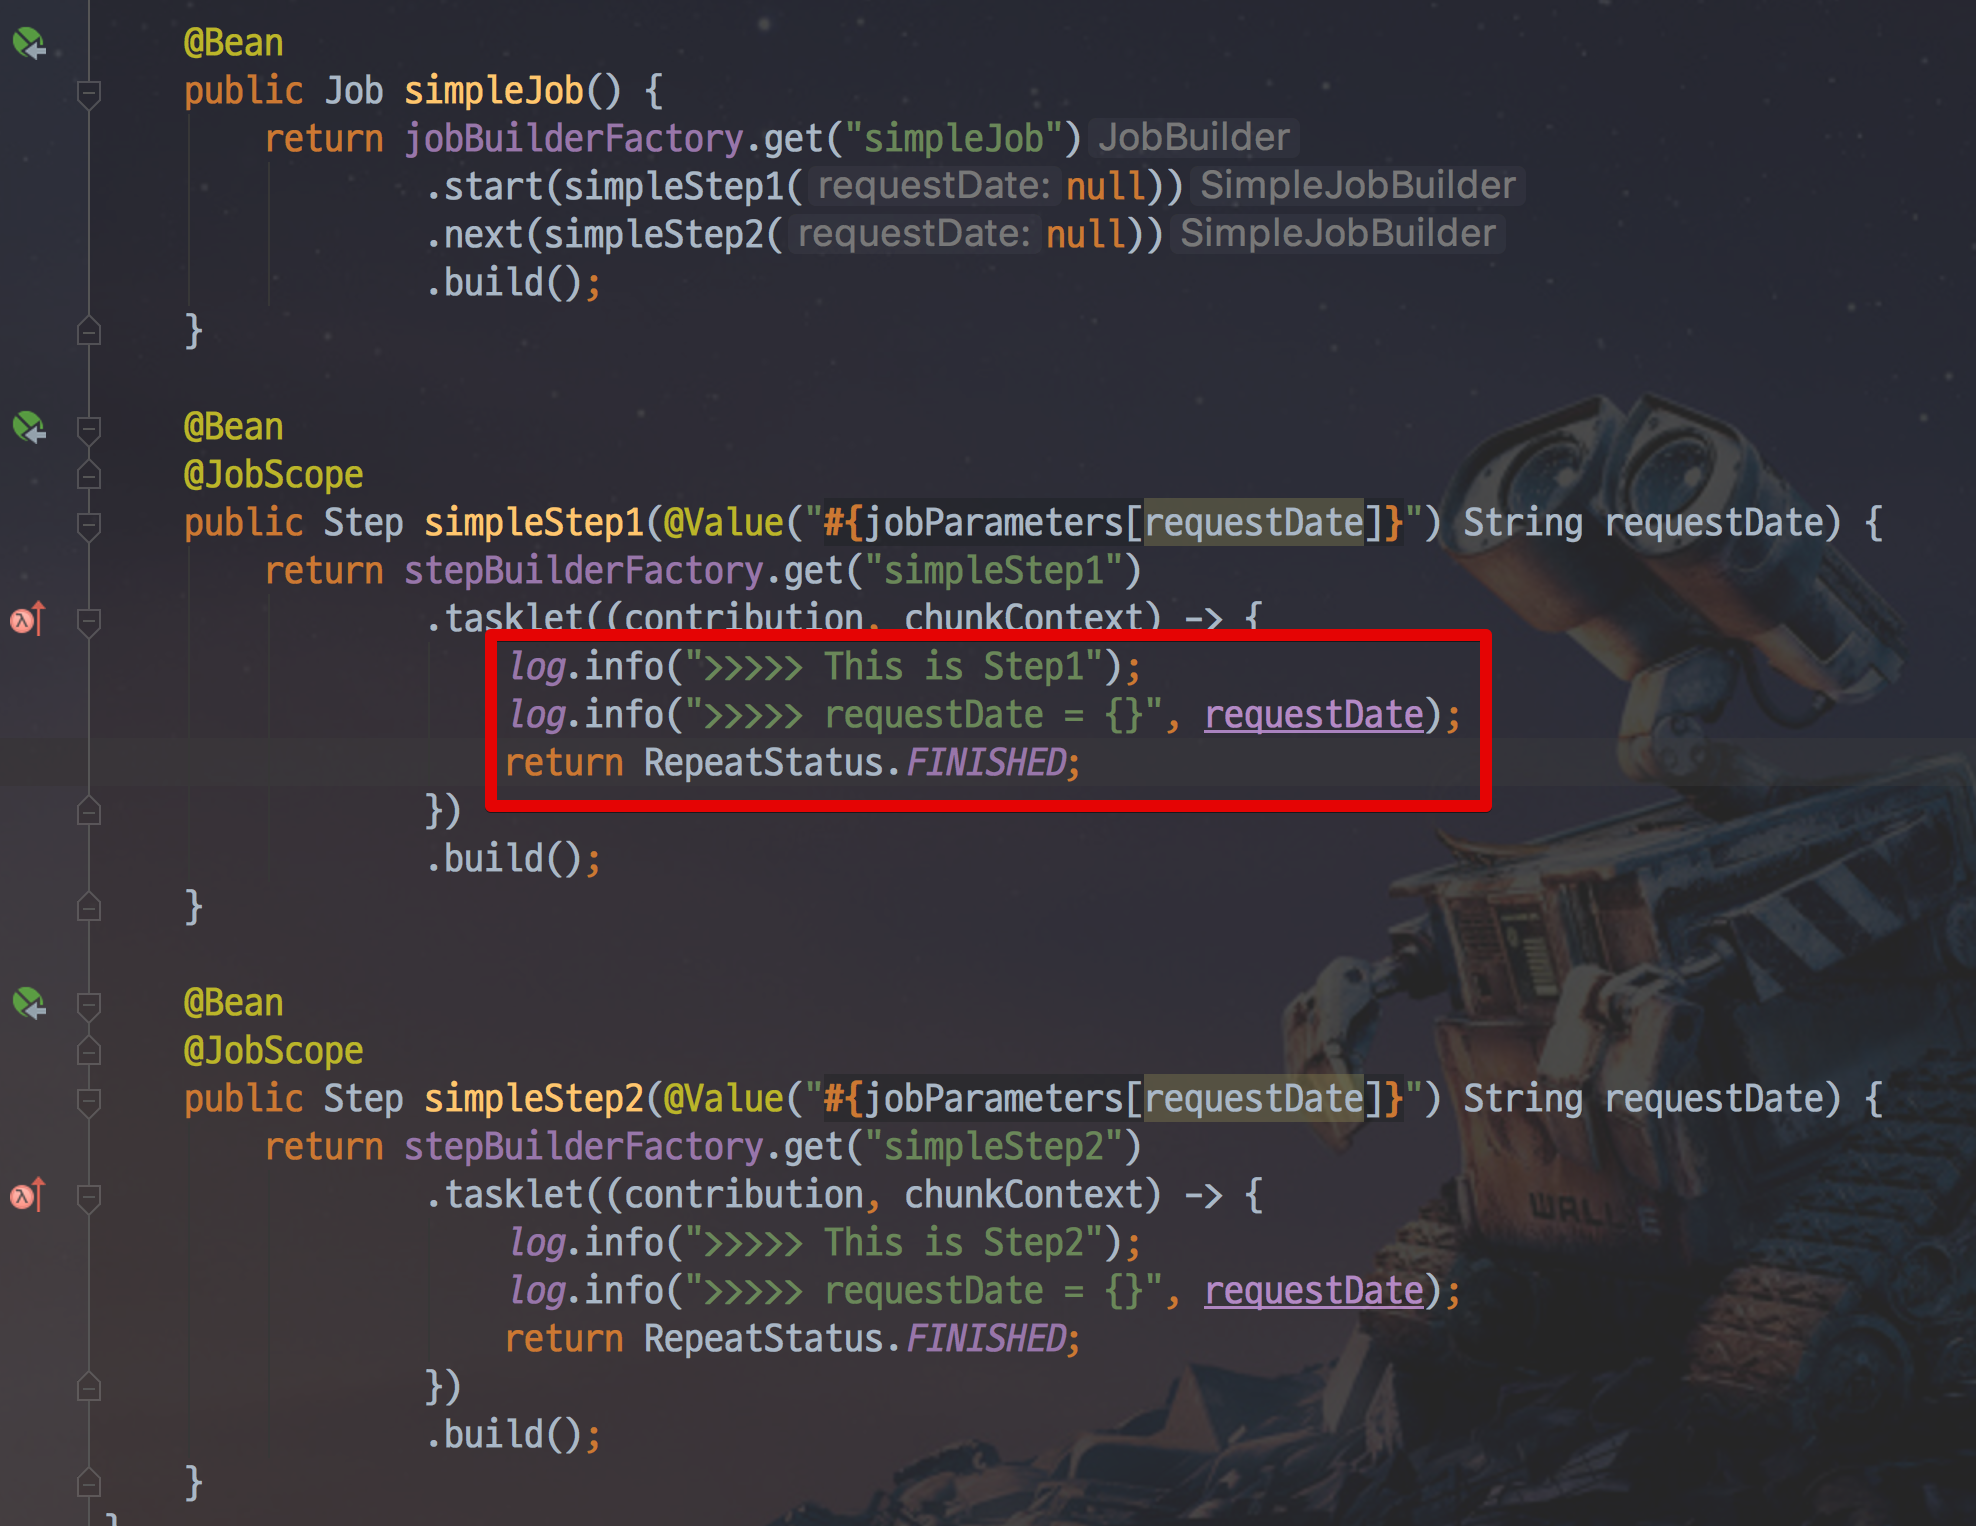 @Bean
public Job simpleJob() {
return jobBuilderFactory.get("simpleJob") JobBuilder
.start(simpleStep1( requestDate: null)) SimpleJobBuilder
.next(simpleStep2( requestDate: null)) SimpleJobBuilder
.build();
}
@Bean
@JobScope
public Step simpleStep1(@Value("#{jobParameters[requestDate]}") String requestDate) {
return stepBuilderFactory.get("simpleStep1")
.tasklet((contribution, chunkContext) -> {
log.info(">>>>> This is Step1");
log.info(">>>>> requestDate = {}", requestDate);
return RepeatStatus.FINISHED;
})
.build();
}
@Bean
@JobScope
public Step simpleStep2(@Value("#{jobParameters[requestDate]}") String requestDate) {
return stepBuilderFactory.get("simpleStep2")
.tasklet((contribution, chunkContext) -> {
log.info(">>>>> This is Step2");
log.info(">>>>> requestDate = {}", requestDate);
return RepeatStatus.FINISHED;
})
.build();
}
}